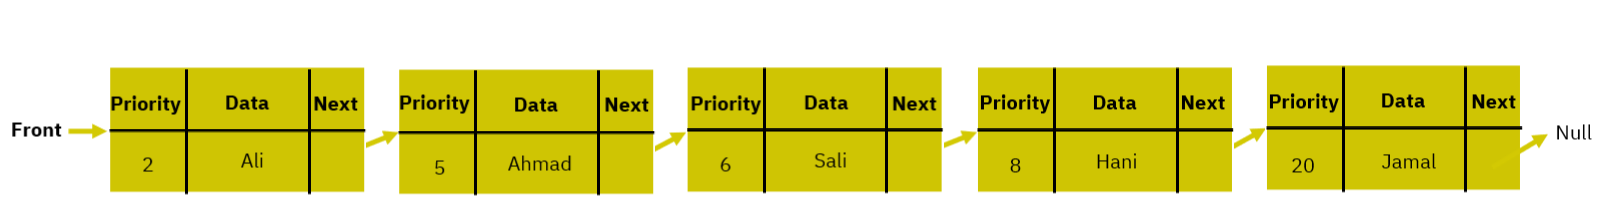 Priority Data Next
Priority Data Next
Priority Data Next
Priority Data Next
Priority Data Next
Front
Null
2 Ali
5 Ahmad
6 Sali
8 Hani
20 Jamal